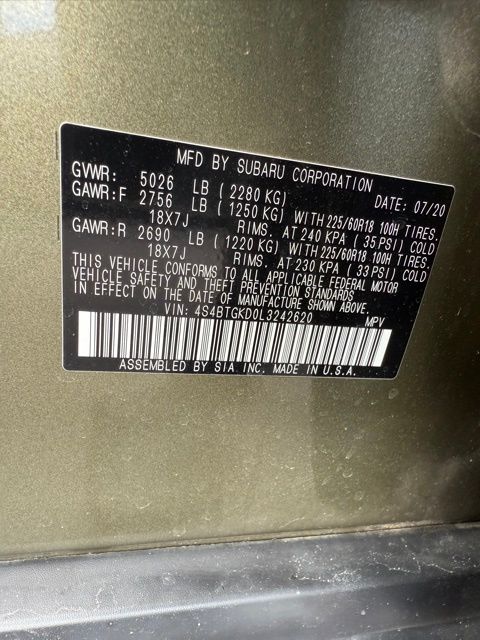 MFD BY SUBARU CORPORATION DATE: 07/20
GVWR: 5026 LB (2280 KG)
GAWR:F 2756 LB (1250 KG) WITH 225/60R18 100H TIRES,
18X7J RIMS, AT 240 KPA (35 PSI) COLD
GAWR:R 2690 LB (1220 KG) WITH 225/60R18 100H TIRES,
18X7J RIMS, AT 230 KPA (33 PSI) COLD
THIS VEHICLE CONFORMS TO ALL APPLICABLE FEDERAL MOTOR
VEHICLE SAFETY AND THEFT PREVENTION STANDARDS
IN EFFECT ON THE DATE OF MANUFACTURE SHOWN ABOVE.
VIN: 4S4BTGKD0L3242620 MPV
ASSEMBLED BY SIA INC. MADE IN U.S.A.